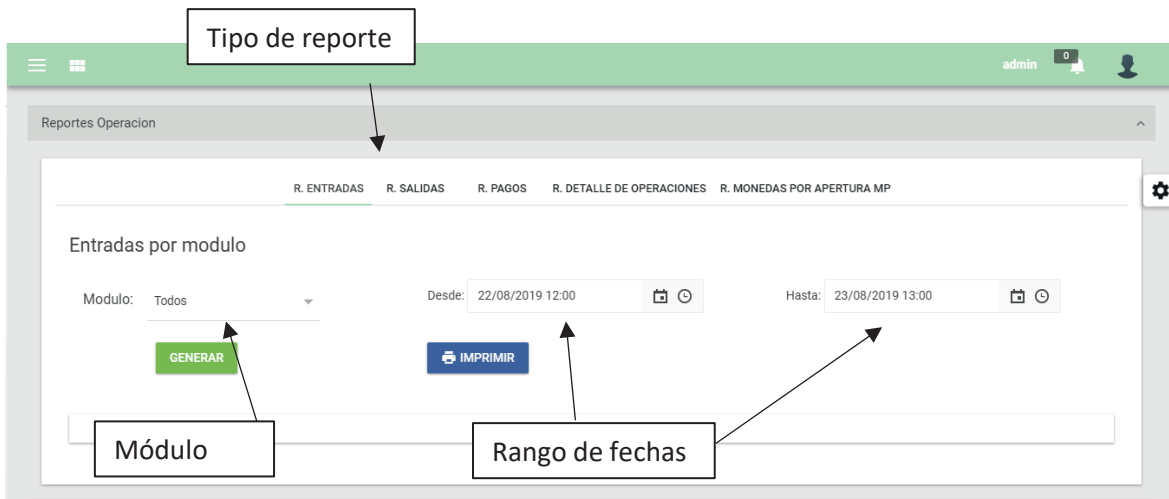 Tipo de reporte
admin 0
Reportes Operacion
R. ENTRADAS R. SALIDAS R. PAGOS R. DETALLE DE OPERACIONES R. MONEDAS POR APERTURA MP
Entradas por modulo
Modulo: Todos Desde: 22/08/2019 12:00 Hasta: 23/08/2019 13:00
GENERAR IMPRIMIR
Módulo Rango de fechas